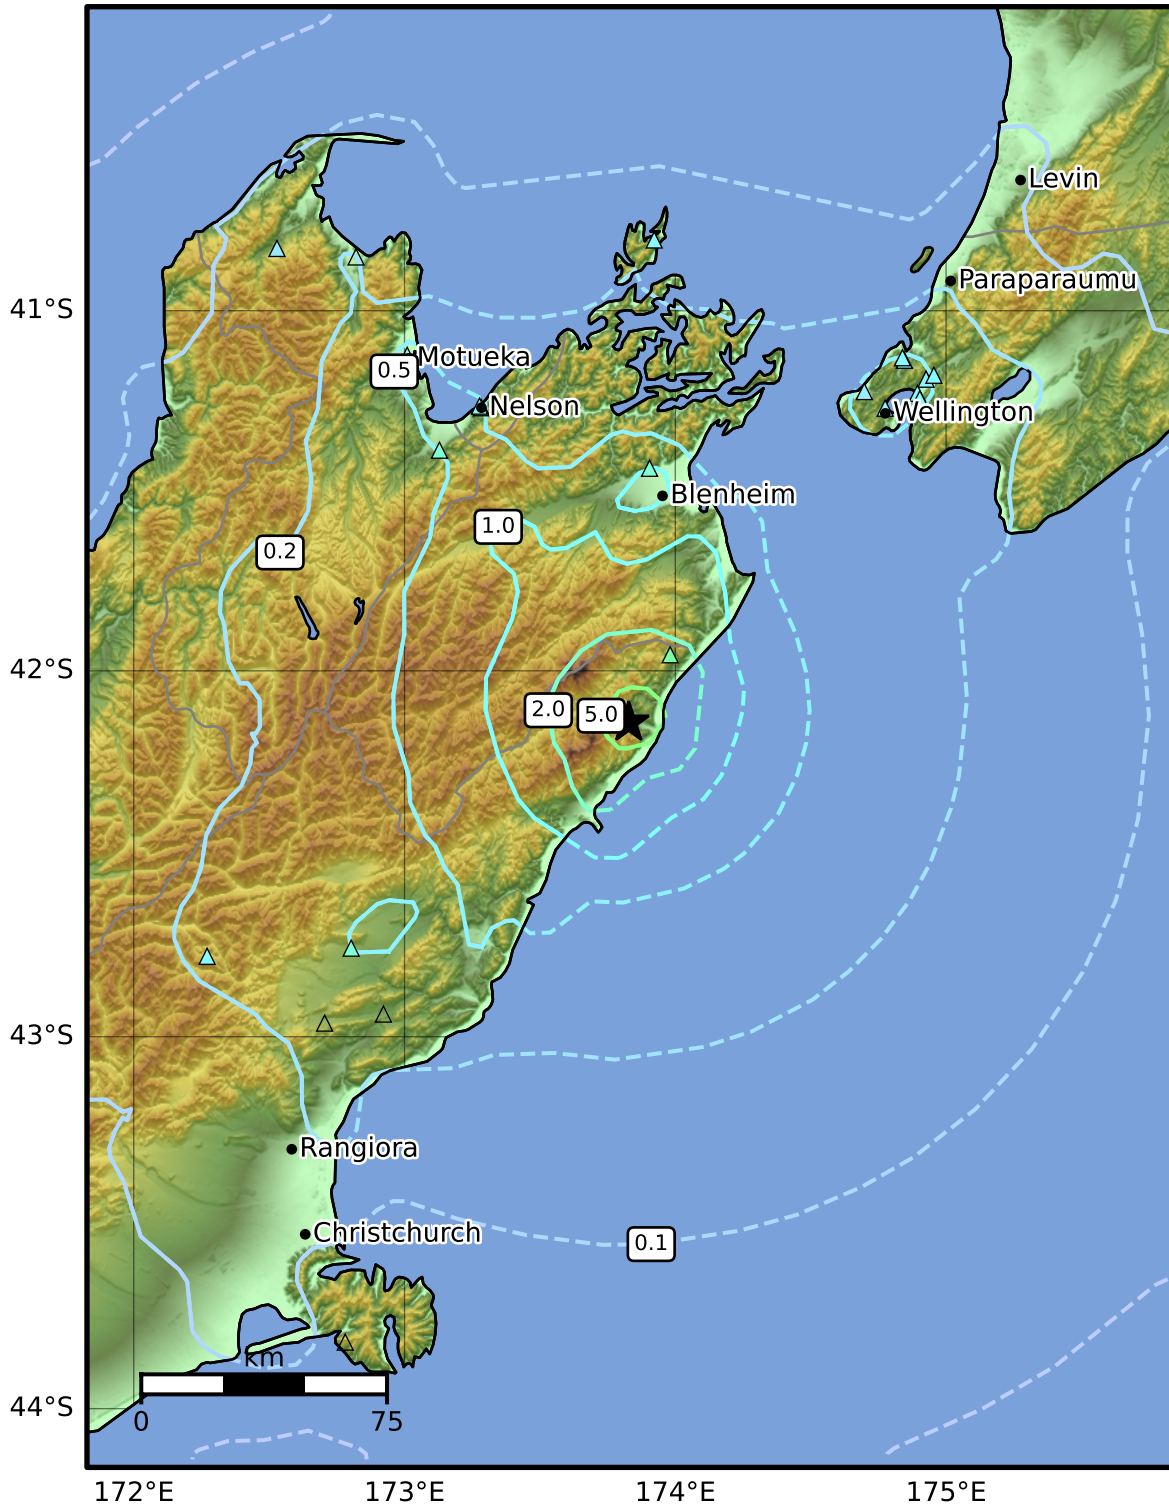 Levin
Paraparaumu
41°S
Motueka
0.5
Nelson
Wellington
Blenheim
1.0
0.2
42°S
2.0
5.0
43°S
Rangiora
Christchurch
0.1
km
0
75
44°S
172°E
173°E
174°E
175°E